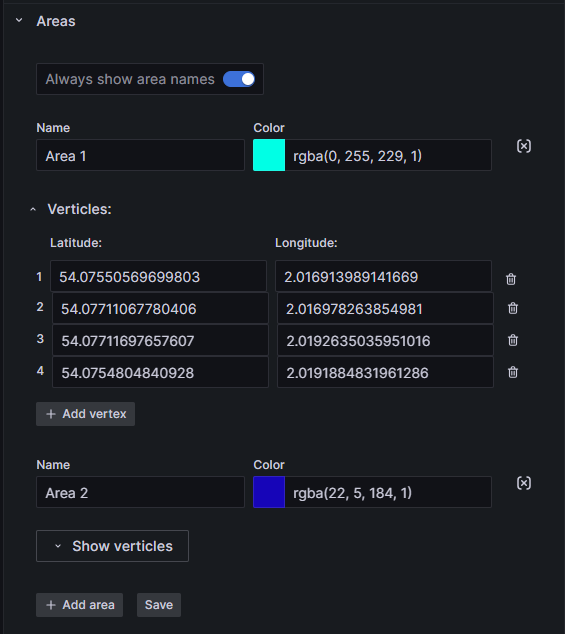 Areas
Always show area names
Name Color
Area 1 rgba(0, 255, 229, 1)
Verticles:
Latitude: Longitude:
1 54.07550569699803 2.016913989141669
2 54.07711067780406 2.016978263854981
3 54.07711697657607 2.0192635035951016
4 54.0754804840928 2.0191884831961286
+ Add vertex
Name Color
Area 2 rgba(22, 5, 184, 1)
Show verticles
+ Add area Save